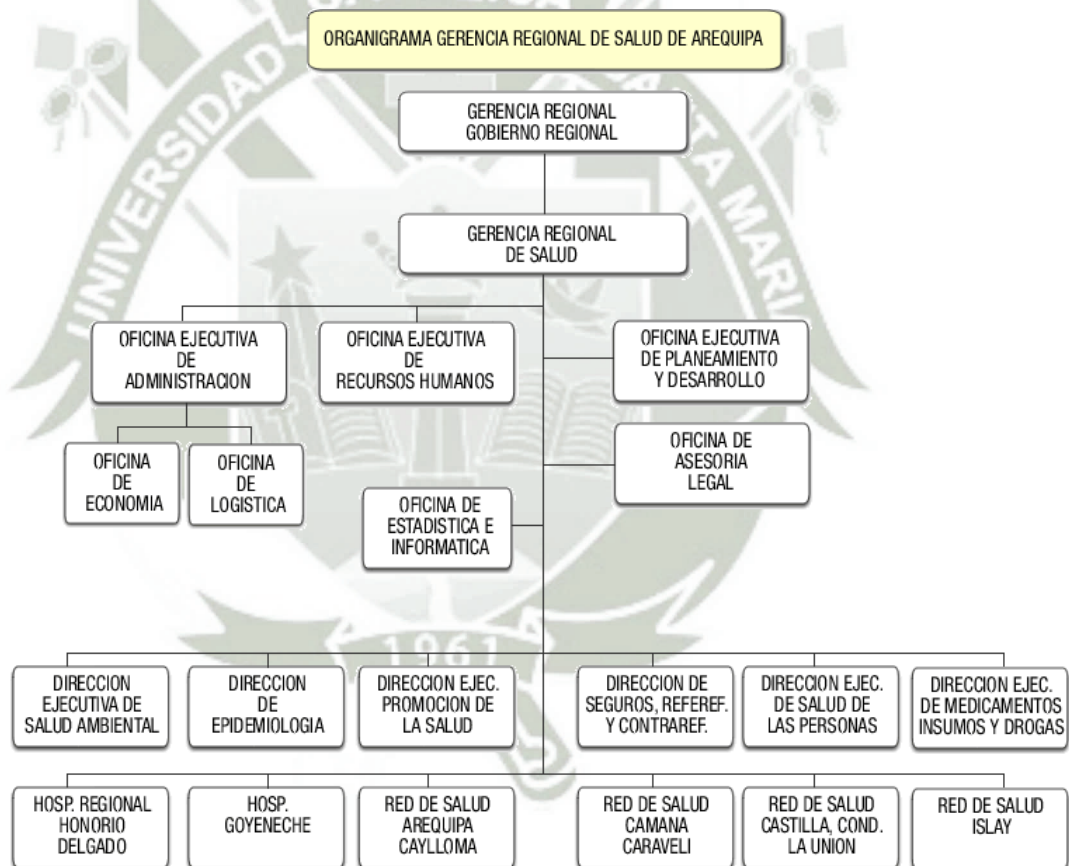 ORGANIGRAMA GERENCIA REGIONAL DE SALUD DE AREQUIPA
GERENCIA REGIONAL
GOBIERNO REGIONAL
GERENCIA REGIONAL
DE SALUD
OFICINA EJECUTIVA
DE
ADMINISTRACION
OFICINA EJECUTIVA
DE
RECURSOS HUMANOS
OFICINA EJECUTIVA
DE PLANEAMIENTO
Y DESARROLLO
OFICINA
DE
ECONOMIA
OFICINA
DE
LOGISTICA
OFICINA DE
ASESORIA
LEGAL
OFICINA DE
ESTADISTICA E
INFORMATICA
DIRECCION
EJECUTIVA DE
SALUD AMBIENTAL
DIRECCION
DE
EPIDEMIOLOGIA
DIRECCION EJEC.
PROMOCION DE
LA SALUD
DIRECCION DE
SEGUROS, REFEREF.
Y CONTRAREF.
DIRECCION EJEC.
DE SALUD DE
LAS PERSONAS
DIRECCION EJEC.
DE MEDICAMENTOS
INSUMOS Y DROGAS
HOSP. REGIONAL
HONORIO
DELGADO
HOSP.
GOYENECHE
RED DE SALUD
AREQUIPA
CAYLLOMA
RED DE SALUD
CAMANA
CARAVELI
RED DE SALUD
CASTILLA, COND.
LA UNION
RED DE SALUD
ISLAY
UNIVERSIDAD
MARI
1961